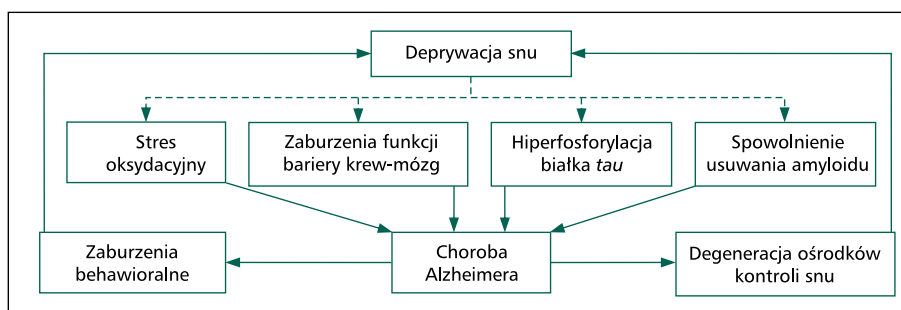 Deprywacja snu
Stres
oksydacyjny
Zaburzenia funkcji
bariery krew-mózg
Hiperfosforylacja
białka tau
Spowolnienie
usuwania amyloidu
Zaburzenia
behawioralne
Choroba
Alzheimera
Degeneracja ośrodków
kontroli snu